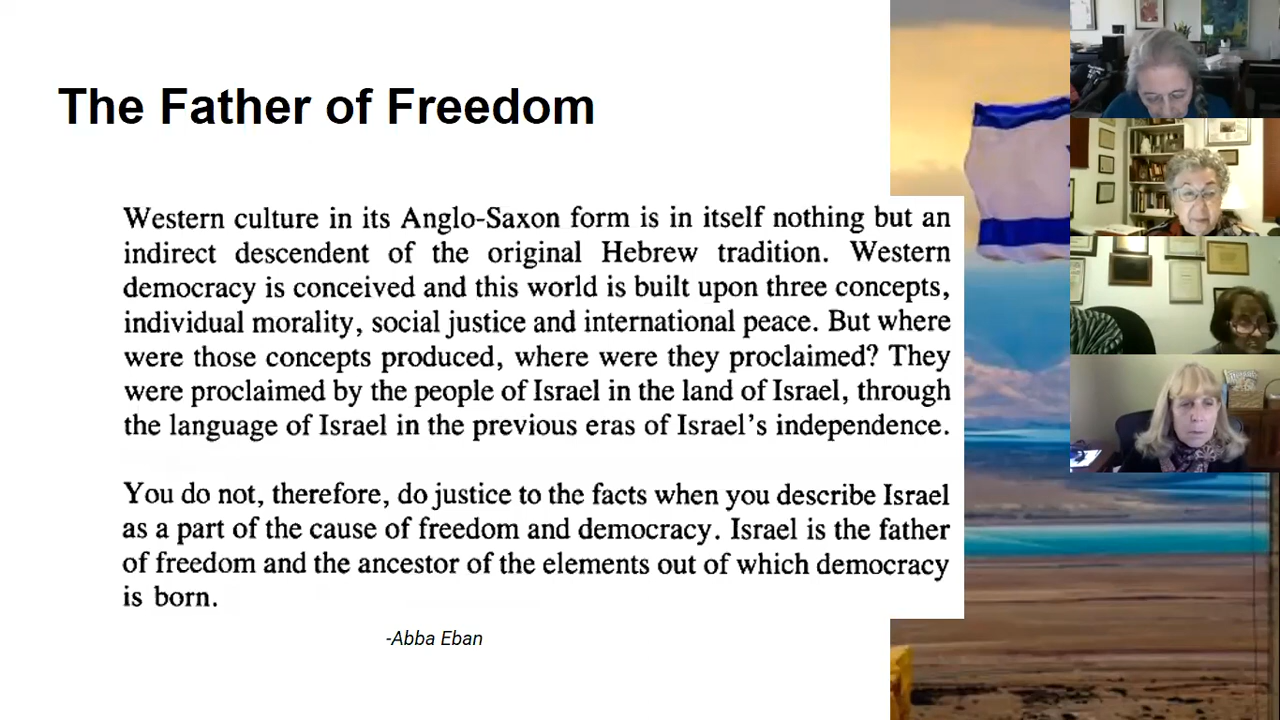 The Father of Freedom
Western culture in its Anglo-Saxon form is in itself nothing but an
indirect descendent of the original Hebrew tradition. Western
democracy is conceived and this world is built upon three concepts,
individual morality, social justice and international peace. But where
were those concepts produced, where were they proclaimed? They
were proclaimed by the people of Israel in the land of Israel, through
the language of Israel in the previous eras of Israel's independence.
You do not, therefore, do justice to the facts when you describe Israel
as a part of the cause of freedom and democracy. Israel is the father
of freedom and the ancestor of the elements out of which democracy
is born.
-Abba Eban